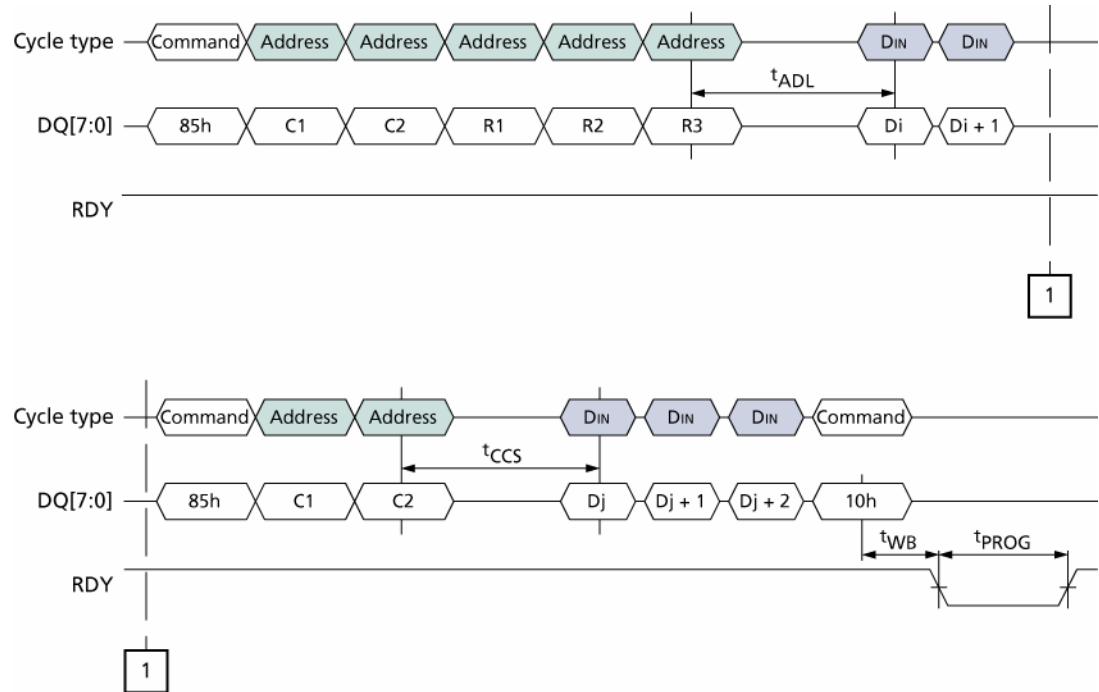 Cycle type Command Address Address Address Address Address DIN DIN
tADL
DQ[7:0] 85h C1 C2 R1 R2 R3 Di Di + 1
RDY
1
Cycle type Command Address Address DIN DIN DIN Command
tCCS
DQ[7:0] 85h C1 C2 Dj Dj + 1 Dj + 2 10h
tWB tPROG
RDY
1